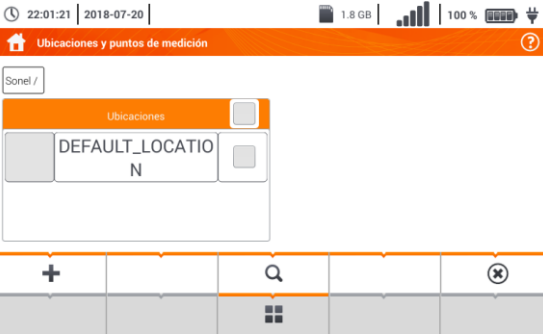 22:01:21 2018-07-20 1.8 GB 100 %
Ubicaciones y puntos de medición ?
Sonel /
Ubicaciones
DEFAULT_LOCATIO
N